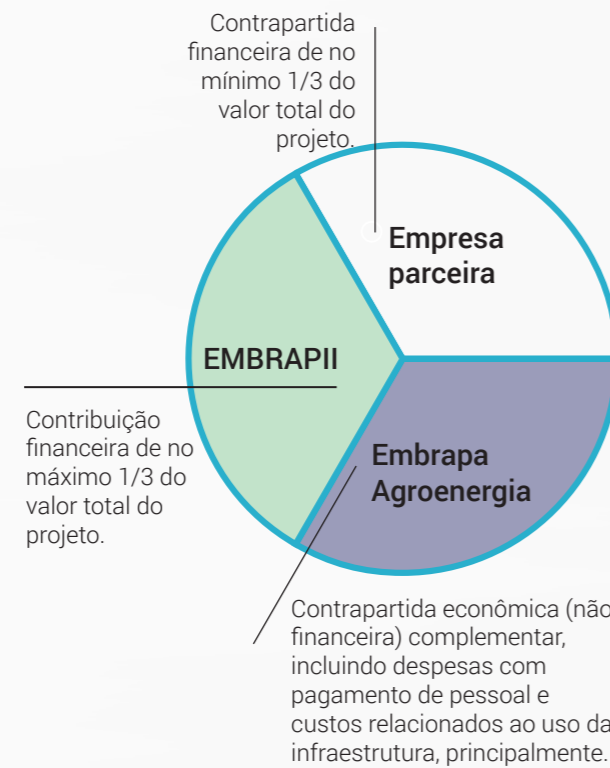 Contrapartida
financeira de no
mínimo 1/3 do
valor total do
projeto.
Empresa
parceira
EMBRAPII
Contribuição
financeira de no
máximo 1/3 do
valor total do
projeto.
Embrapa
Agroenergia
Contrapartida econômica (não
financeira) complementar,
incluindo despesas com
pagamento de pessoal e
custos relacionados ao uso da
infraestrutura, principalmente.